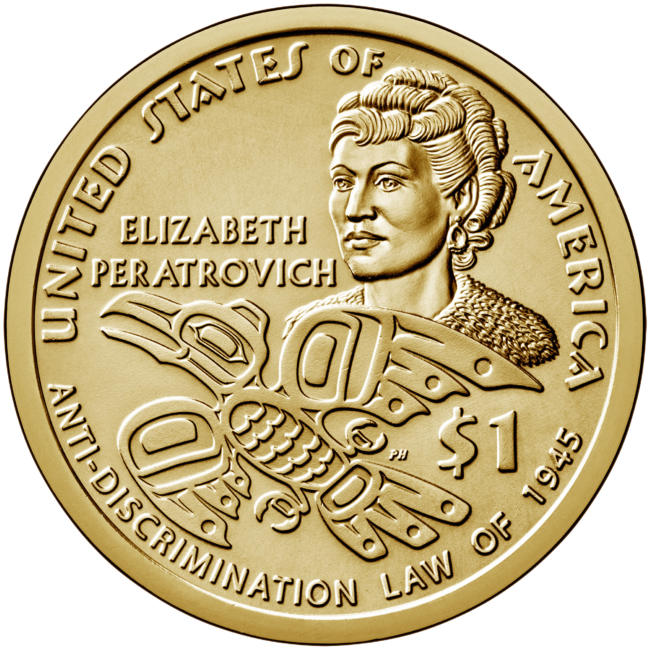 UNITED STATES OF AMERICA
ELIZABETH
PERATROVICH
$1
PH
ANTI-DISCRIMINATION LAW OF 1945